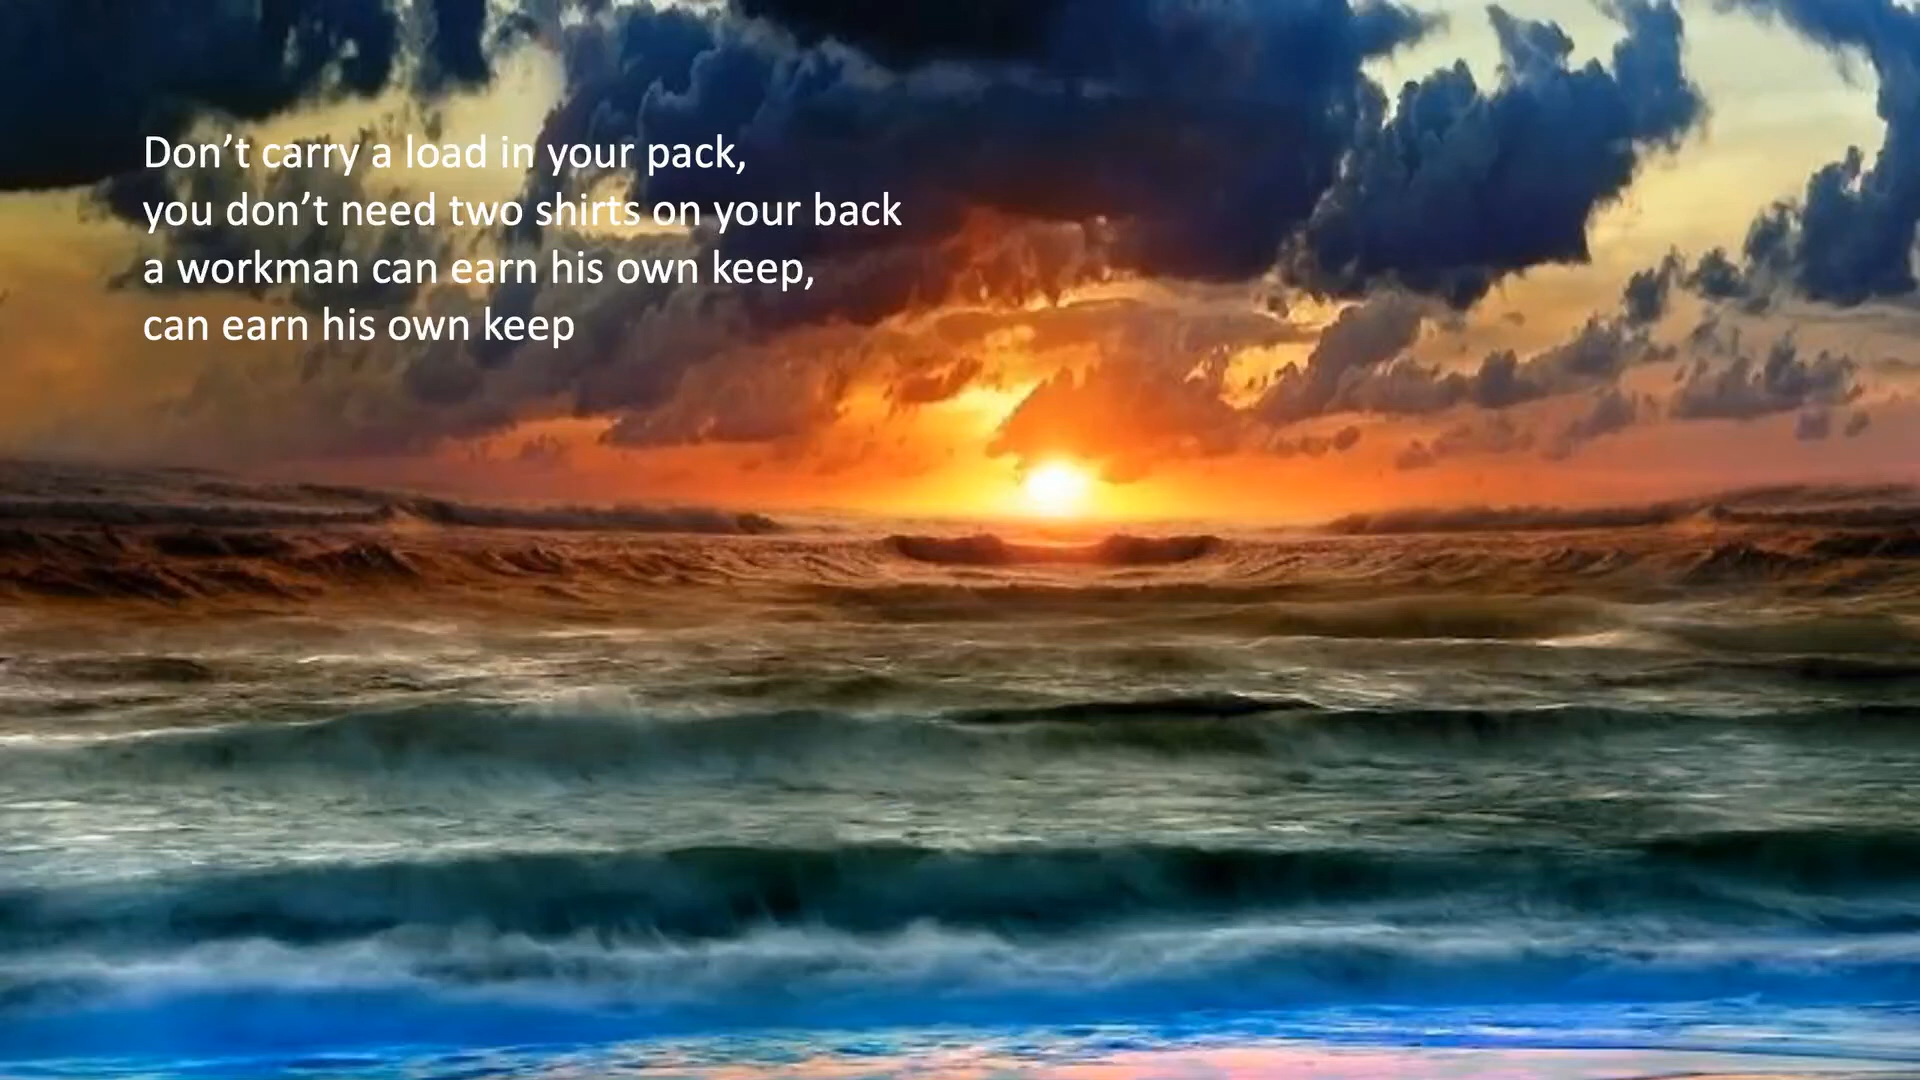 Don’t carry a load in your pack,
you don’t need two shirts on your back
a workman can earn his own keep,
can earn his own keep